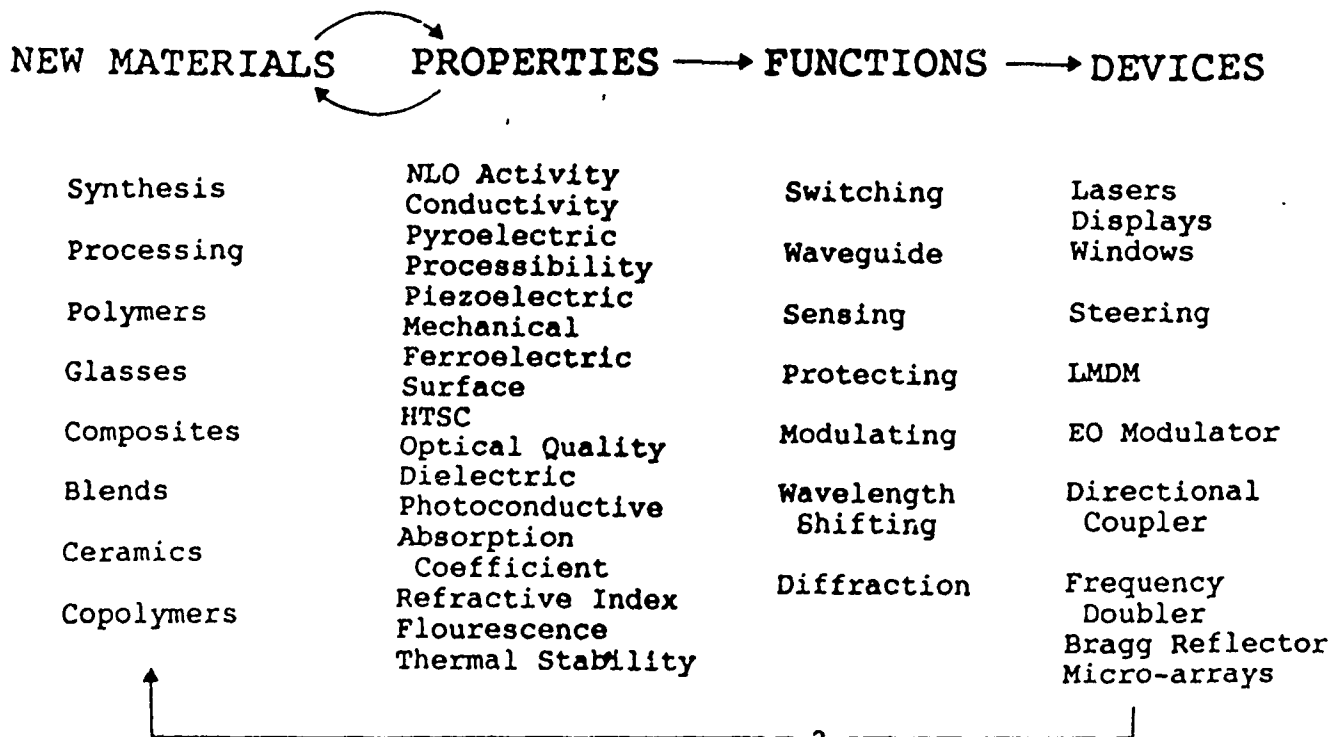 NEW MATERIALS PROPERTIES FUNCTIONS DEVICES
Synthesis
Processing
Polymers
Glasses
Composites
Blends
Ceramics
Copolymers
NLO Activity
Conductivity
Pyroelectric
Processibility
Piezoelectric
Mechanical
Ferroelectric
Surface
HTSC
Optical Quality
Dielectric
Photoconductive
Absorption
Coefficient
Refractive Index
Flourescence
Thermal Stability
Switching
Waveguide
Sensing
Protecting
Modulating
Wavelength
Shifting
Diffraction
Lasers
Displays
Windows
Steering
LMDM
EO Modulator
Directional
Coupler
Frequency
Doubler
Bragg Reflector
Micro-arrays
?